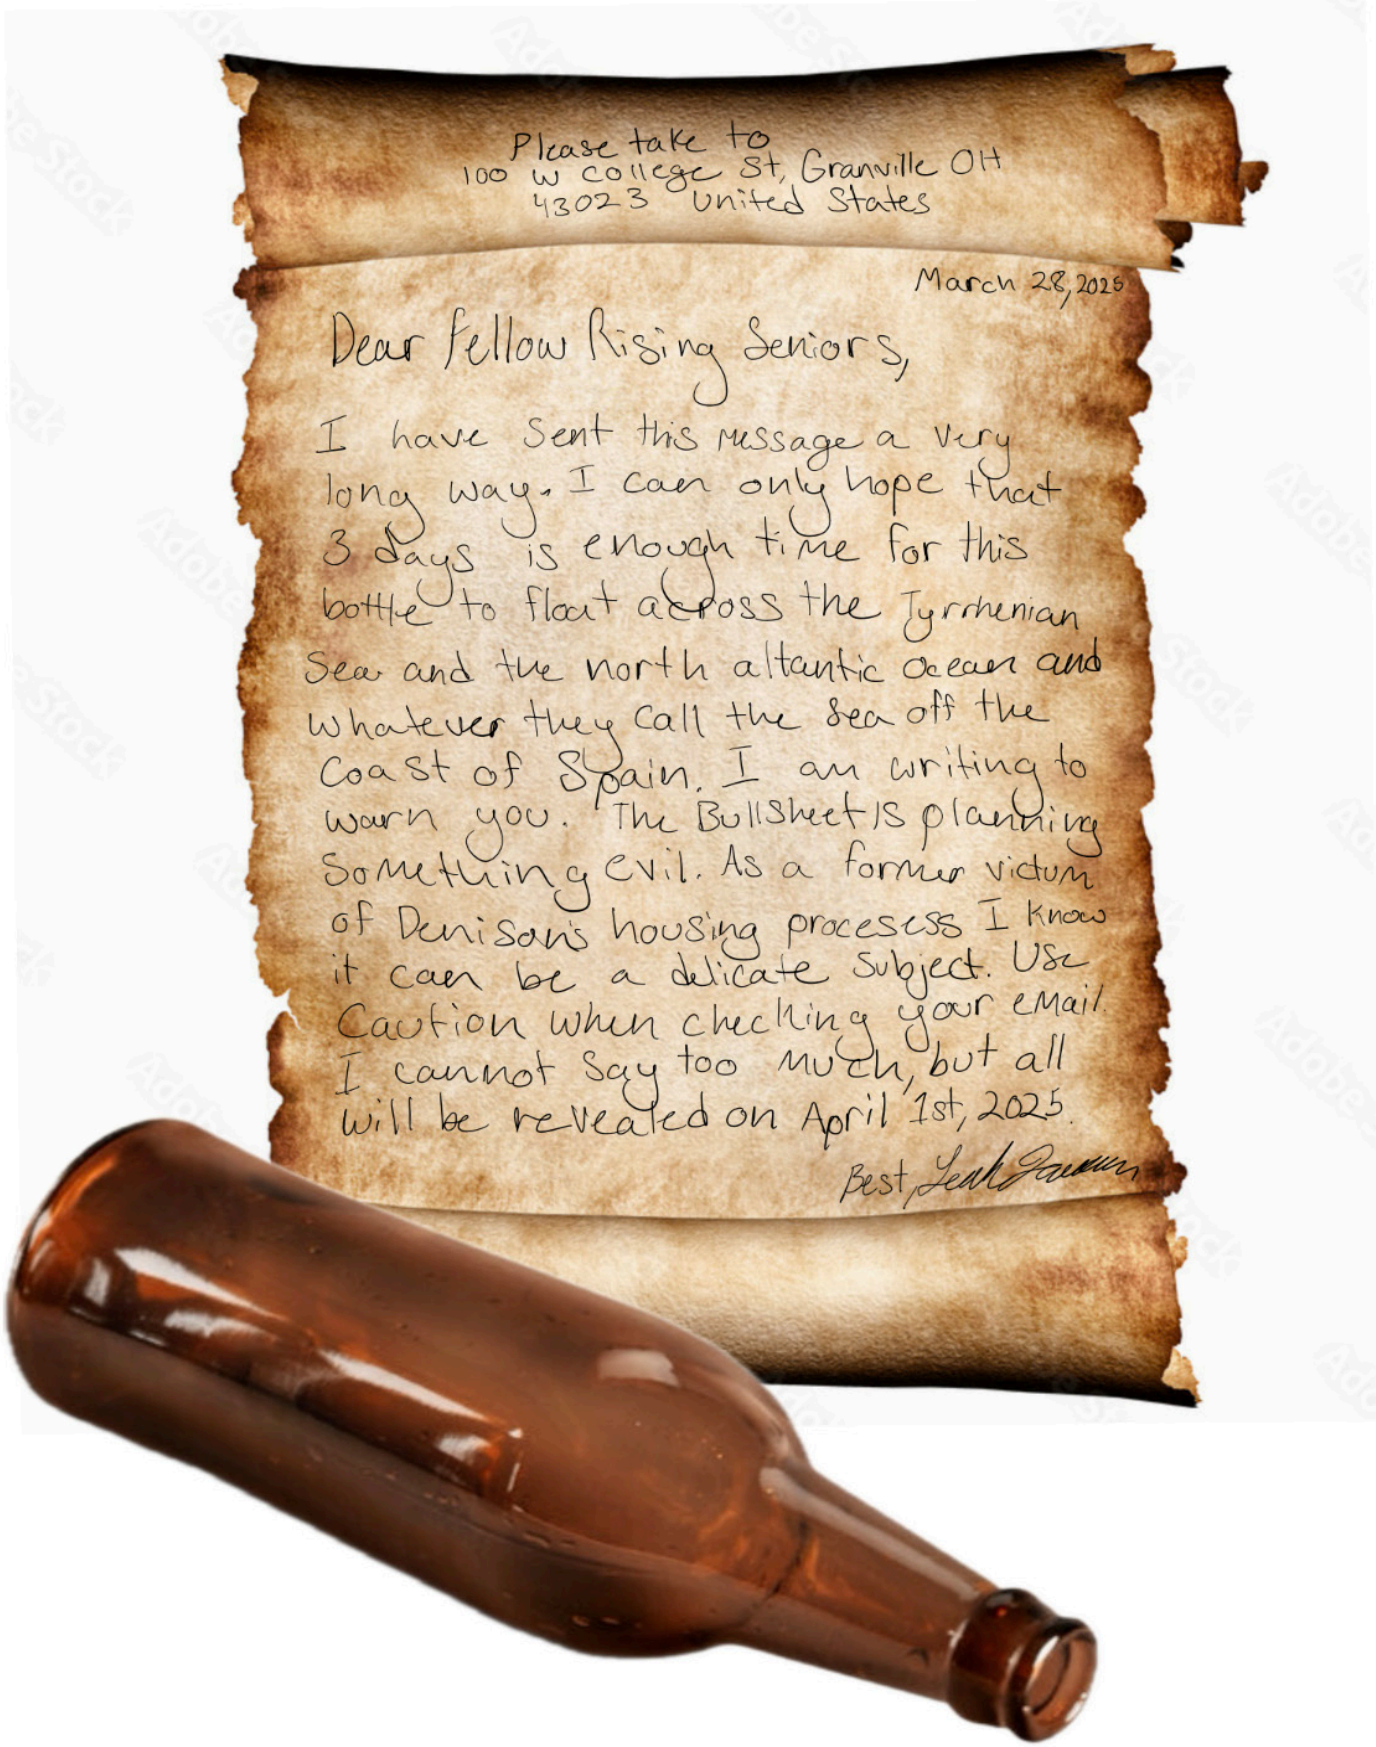 Please take to
100 W College St, Granville OH
43023 United States
March 28, 2025
Dear Fellow Rising Seniors,
I have sent this message a very
long way. I can only hope that
3 days is enough time for this
bottle to float across the Tyrrhenian
Sea and the north altantic ocean and
whatever they call the sea off the
coast of Spain. I am writing to
warn you. The Bullsheet is planning
something evil. As a former victum
of Denison's housing procesess I know
it can be a delicate subject. Use
Caution when checking your email.
I cannot say too much, but all
will be revealed on April 1st, 2025.
Best, Leah
Adobe Stock